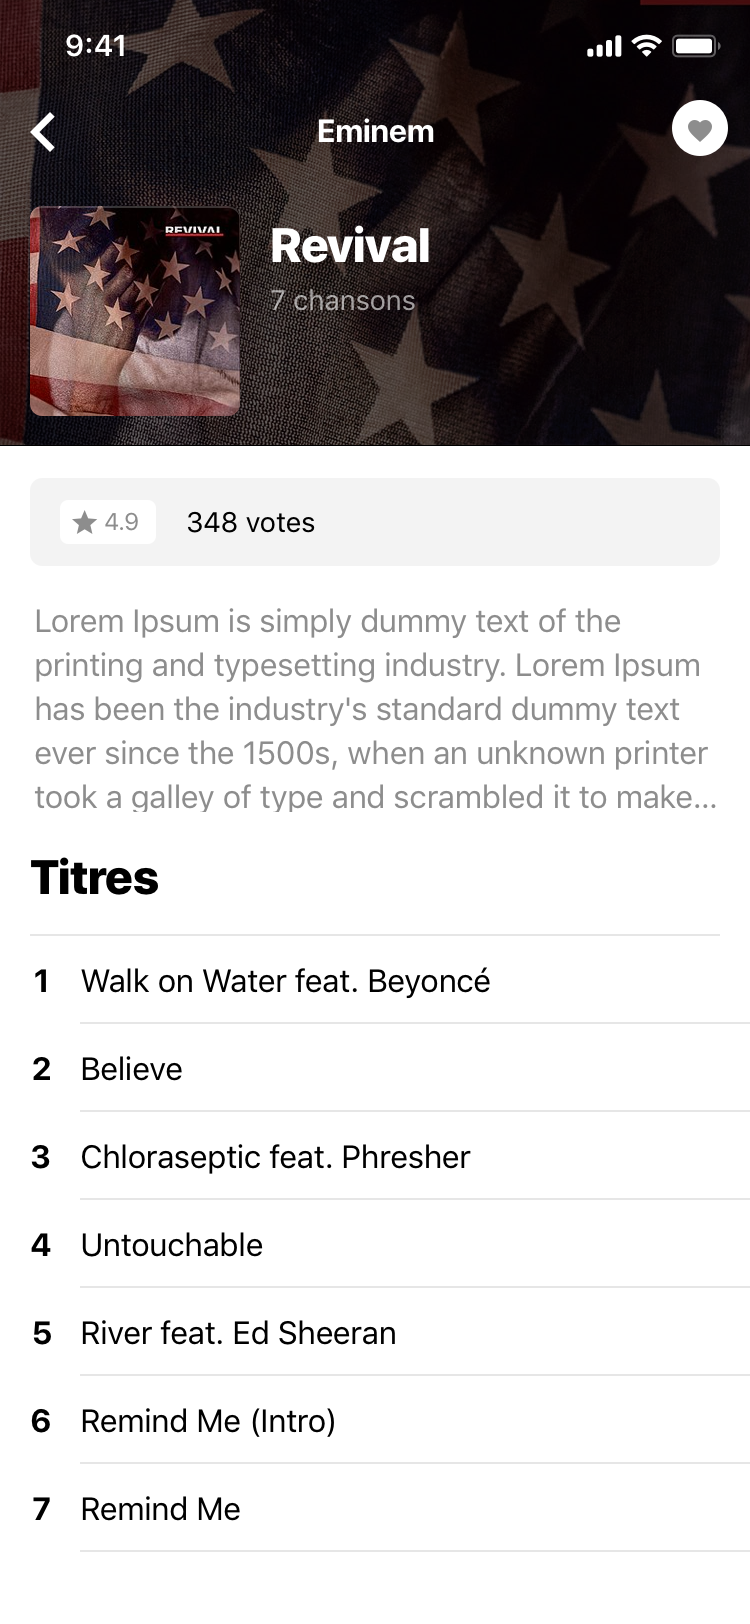 9:41
Eminem
REVIVAL
Revival
7 chansons
4.9
348 votes
Lorem Ipsum is simply dummy text of the
printing and typesetting industry. Lorem Ipsum
has been the industry's standard dummy text
ever since the 1500s, when an unknown printer
took a galley of type and scrambled it to make...
Titres
1 Walk on Water feat. Beyoncé
2 Believe
3 Chloraseptic feat. Phresher
4 Untouchable
5 River feat. Ed Sheeran
6 Remind Me (Intro)
7 Remind Me